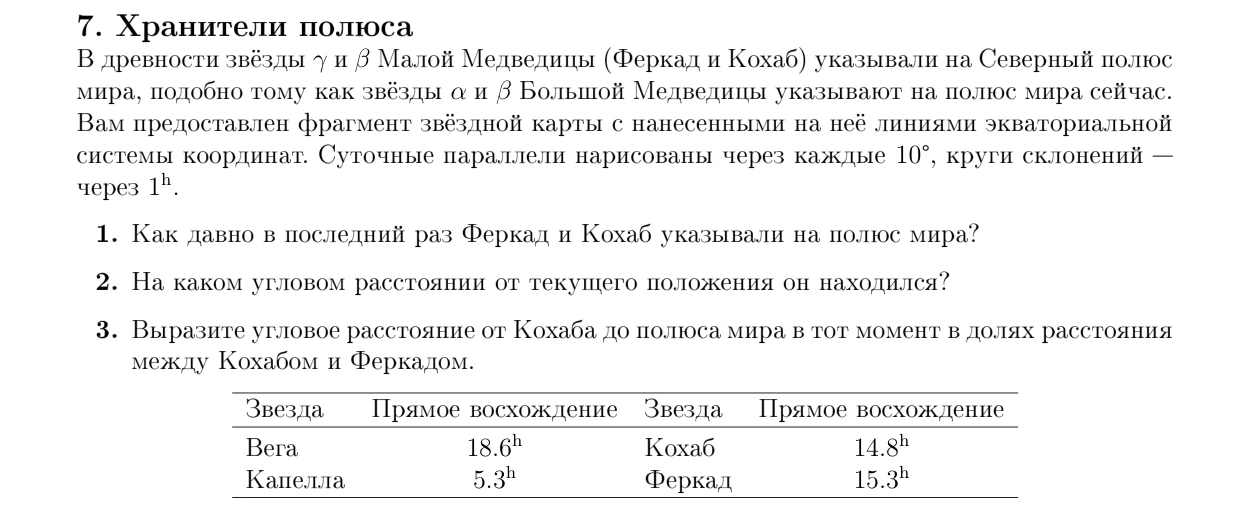 7. Хранители полюса
В древности звёзды γ и β Малой Медведицы (Феркад и Кохаб) указывали на Северный полюс
мира, подобно тому как звёзды α и β Большой Медведицы указывают на полюс мира сейчас.
Вам предоставлен фрагмент звёздной карты с нанесенными на неё линиями экваториальной
системы координат. Суточные параллели нарисованы через каждые 10°, круги склонений —
через 1ʰ.
1. Как давно в последний раз Феркад и Кохаб указывали на полюс мира?
2. На каком угловом расстоянии от текущего положения он находился?
3. Выразите угловое расстояние от Кохаба до полюса мира в тот момент в долях расстояния
между Кохабом и Феркадом.
Звезда Прямое восхождение Звезда Прямое восхождение
Вега 18.6ʰ Кохаб 14.8ʰ
Капелла 5.3ʰ Феркад 15.3ʰ